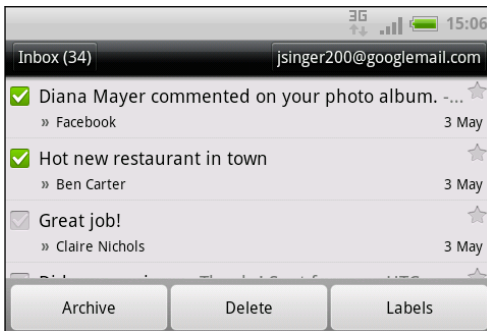 3G 15:06
Inbox (34) jsinger200@googlemail.com
Diana Mayer commented on your photo album. -...
» Facebook 3 May
Hot new restaurant in town
» Ben Carter 3 May
Great job!
» Claire Nichols 3 May
Archive Delete Labels